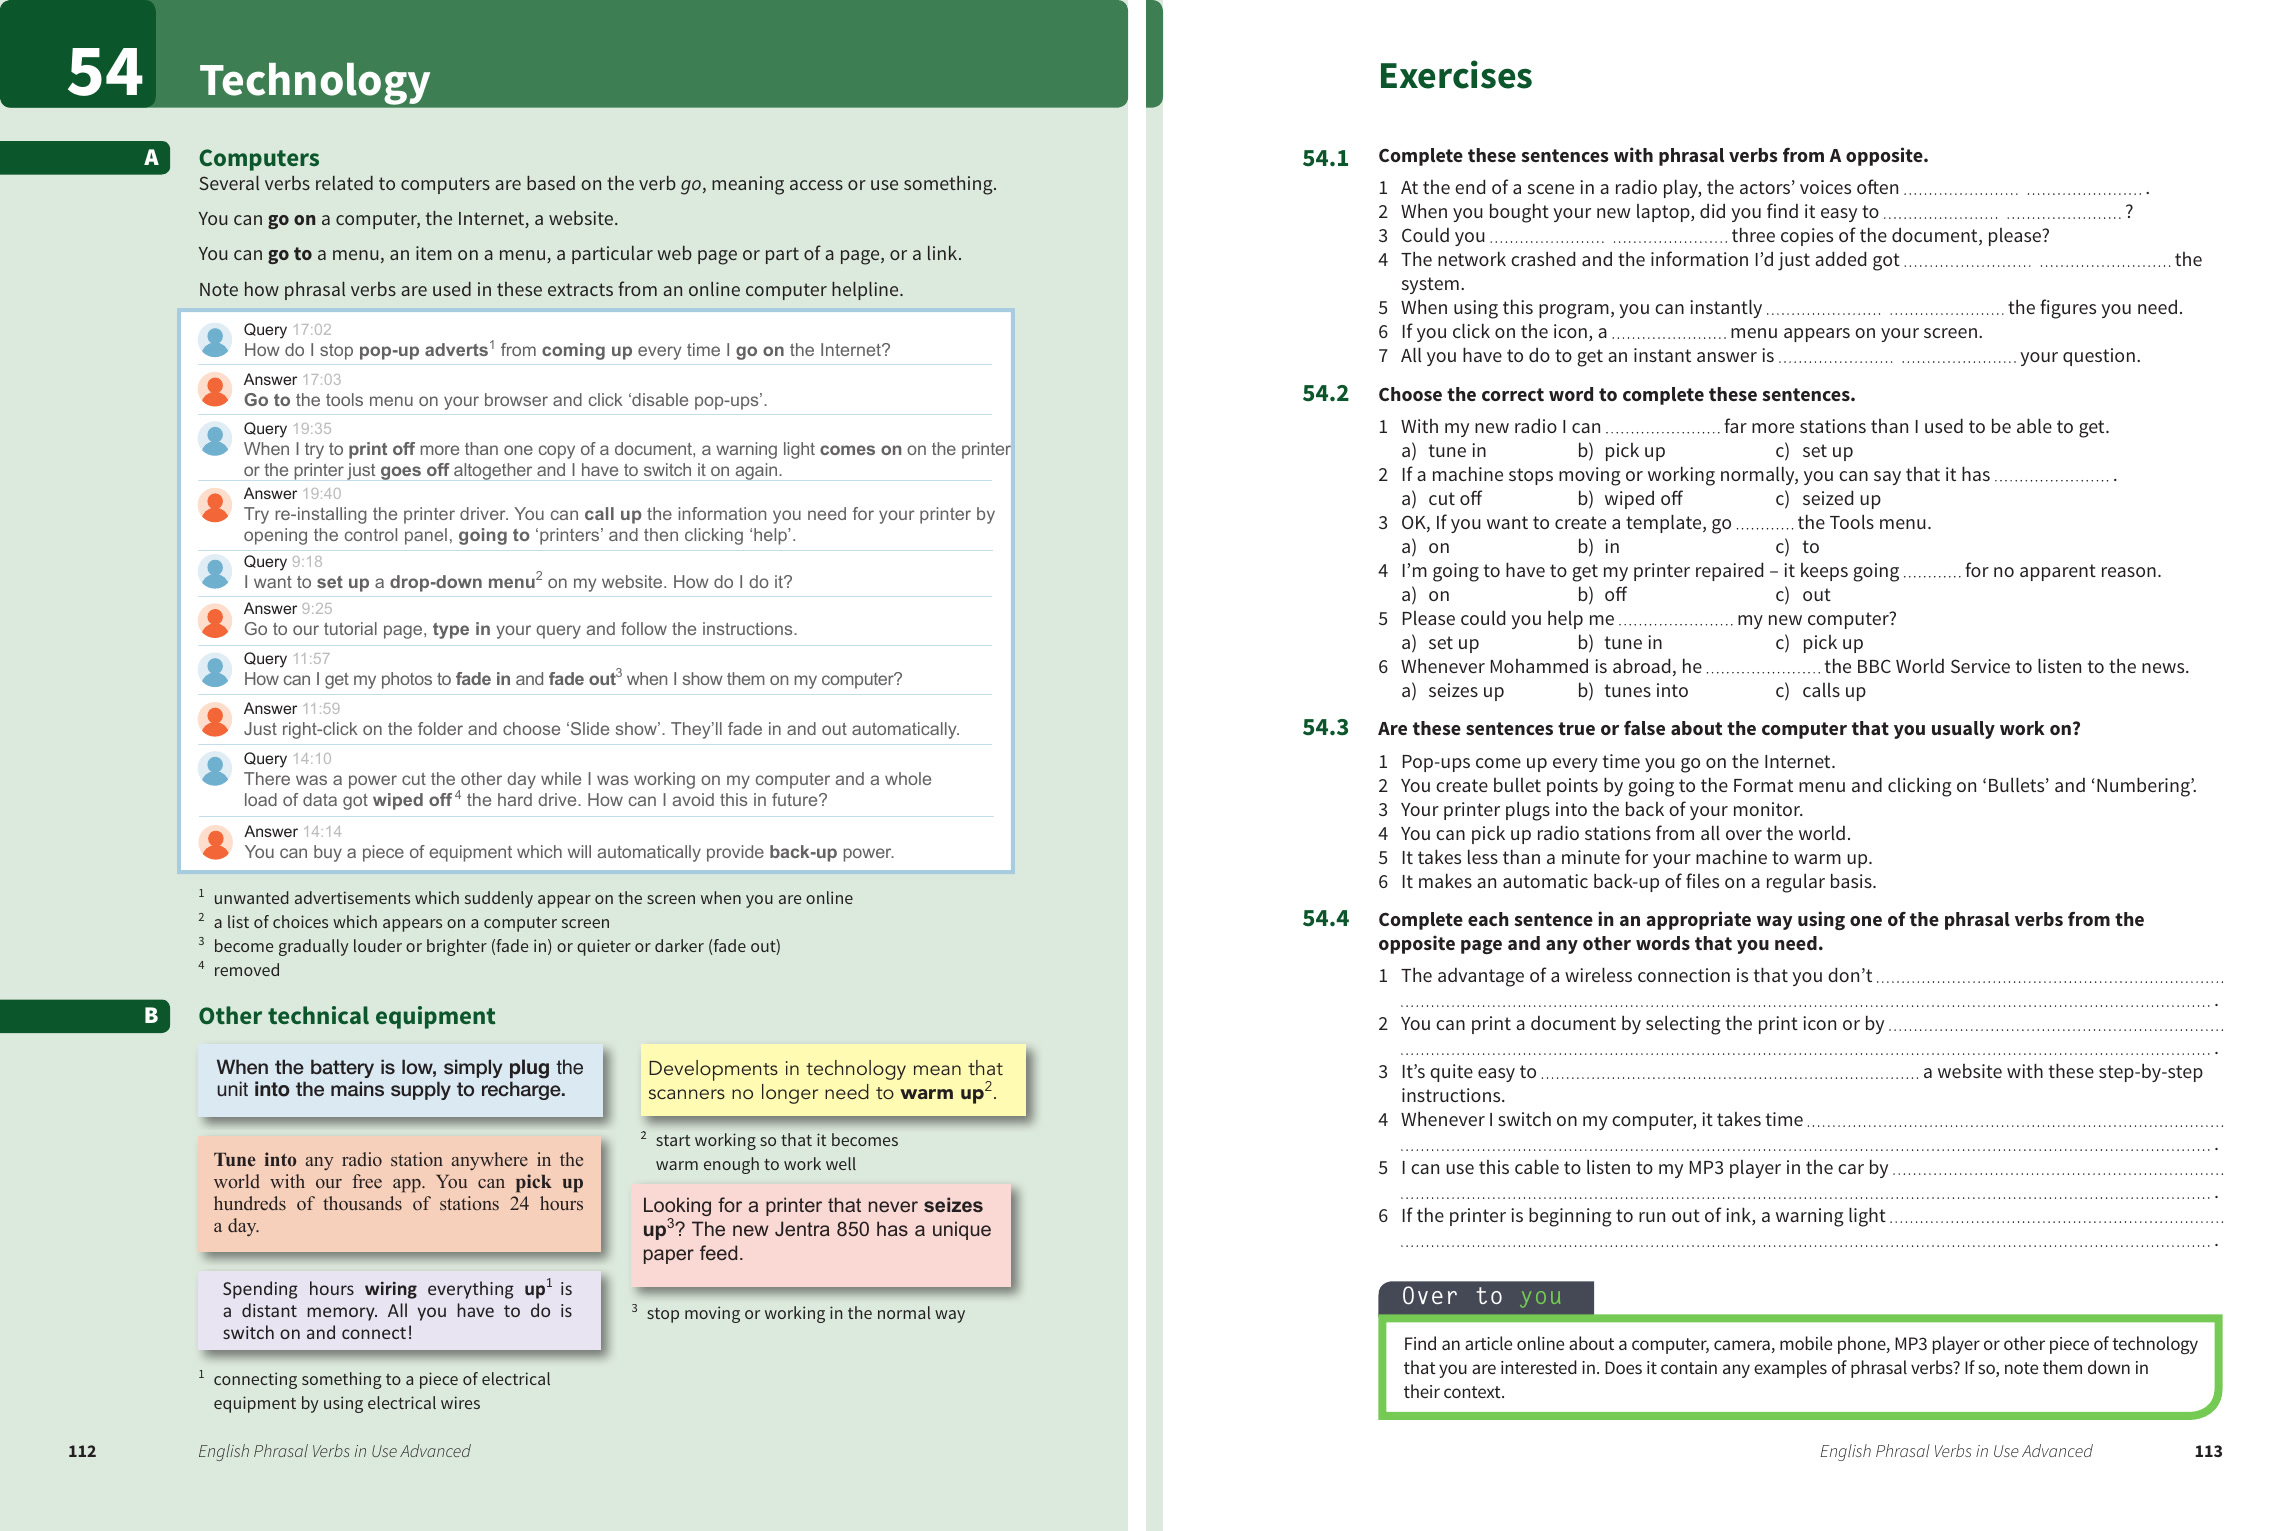 54
Technology
A
Computers
Several verbs related to computers are based on the verb go, meaning access or use something.
You can go on a computer, the Internet, a website.
You can go to a menu, an item on a menu, a particular web page or part of a page, or a link.
Note how phrasal verbs are used in these extracts from an online computer helpline.
Query 17:02
How do I stop pop-up adverts1 from coming up every time I go on the Internet?
Answer 17:03
Go to the tools menu on your browser and click ‘disable pop-ups’.
Query 19:35
When I try to print off more than one copy of a document, a warning light comes on on the printer
or the printer just goes off altogether and I have to switch it on again.
Answer 19:40
Try re-installing the printer driver. You can call up the information you need for your printer by
opening the control panel, going to ‘printers’ and then clicking ‘help’.
Query 9:18
I want to set up a drop-down menu2 on my website. How do I do it?
Answer 9:25
Go to our tutorial page, type in your query and follow the instructions.
Query 11:57
How can I get my photos to fade in and fade out3 when I show them on my computer?
Answer 11:59
Just right-click on the folder and choose ‘Slide show’. They’ll fade in and out automatically.
Query 14:10
There was a power cut the other day while I was working on my computer and a whole
load of data got wiped off4 the hard drive. How can I avoid this in future?
Answer 14:14
You can buy a piece of equipment which will automatically provide back-up power.
1 unwanted advertisements which suddenly appear on the screen when you are online
2 a list of choices which appears on a computer screen
3 become gradually louder or brighter (fade in) or quieter or darker (fade out)
4 removed
B
Other technical equipment
When the battery is low, simply plug the
unit into the mains supply to recharge.
Tune into any radio station anywhere in the
world with our free app. You can pick up
hundreds of thousands of stations 24 hours
a day.
Spending hours wiring everything up1 is
a distant memory. All you have to do is
switch on and connect!
1 connecting something to a piece of electrical
equipment by using electrical wires
Developments in technology mean that
scanners no longer need to warm up2.
2 start working so that it becomes
warm enough to work well
Looking for a printer that never seizes
up3? The new Jentra 850 has a unique
paper feed.
3 stop moving or working in the normal way
112
English Phrasal Verbs in Use Advanced
Exercises
54.1 Complete these sentences with phrasal verbs from A opposite.
1 At the end of a scene in a radio play, the actors’ voices often ....................... ....................... .
2 When you bought your new laptop, did you find it easy to ....................... ....................... ?
3 Could you ....................... ....................... three copies of the document, please?
4 The network crashed and the information I’d just added got ......................... .......................... the
system.
5 When using this program, you can instantly ....................... ....................... the figures you need.
6 If you click on the icon, a ....................... menu appears on your screen.
7 All you have to do to get an instant answer is ....................... ....................... your question.
54.2 Choose the correct word to complete these sentences.
1 With my new radio I can ....................... far more stations than I used to be able to get.
a) tune in b) pick up c) set up
2 If a machine stops moving or working normally, you can say that it has ....................... .
a) cut off b) wiped off c) seized up
3 OK, If you want to create a template, go ............ the Tools menu.
a) on b) in c) to
4 I’m going to have to get my printer repaired – it keeps going ............ for no apparent reason.
a) on b) off c) out
5 Please could you help me ....................... my new computer?
a) set up b) tune in c) pick up
6 Whenever Mohammed is abroad, he ....................... the BBC World Service to listen to the news.
a) seizes up b) tunes into c) calls up
54.3 Are these sentences true or false about the computer that you usually work on?
1 Pop-ups come up every time you go on the Internet.
2 You create bullet points by going to the Format menu and clicking on ‘Bullets’ and ‘Numbering’.
3 Your printer plugs into the back of your monitor.
4 You can pick up radio stations from all over the world.
5 It takes less than a minute for your machine to warm up.
6 It makes an automatic back-up of files on a regular basis.
54.4 Complete each sentence in an appropriate way using one of the phrasal verbs from the
opposite page and any other words that you need.
1 The advantage of a wireless connection is that you don’t ......................................................................
.................................................................................................................................................................. .
2 You can print a document by selecting the print icon or by ...................................................................
.................................................................................................................................................................. .
3 It’s quite easy to ............................................................................ a website with these step-by-step
instructions.
4 Whenever I switch on my computer, it takes time ...................................................................................
.................................................................................................................................................................. .
5 I can use this cable to listen to my MP3 player in the car by ..................................................................
.................................................................................................................................................................. .
6 If the printer is beginning to run out of ink, a warning light ...................................................................
.................................................................................................................................................................. .
Over to you
Find an article online about a computer, camera, mobile phone, MP3 player or other piece of technology
that you are interested in. Does it contain any examples of phrasal verbs? If so, note them down in
their context.
English Phrasal Verbs in Use Advanced
113